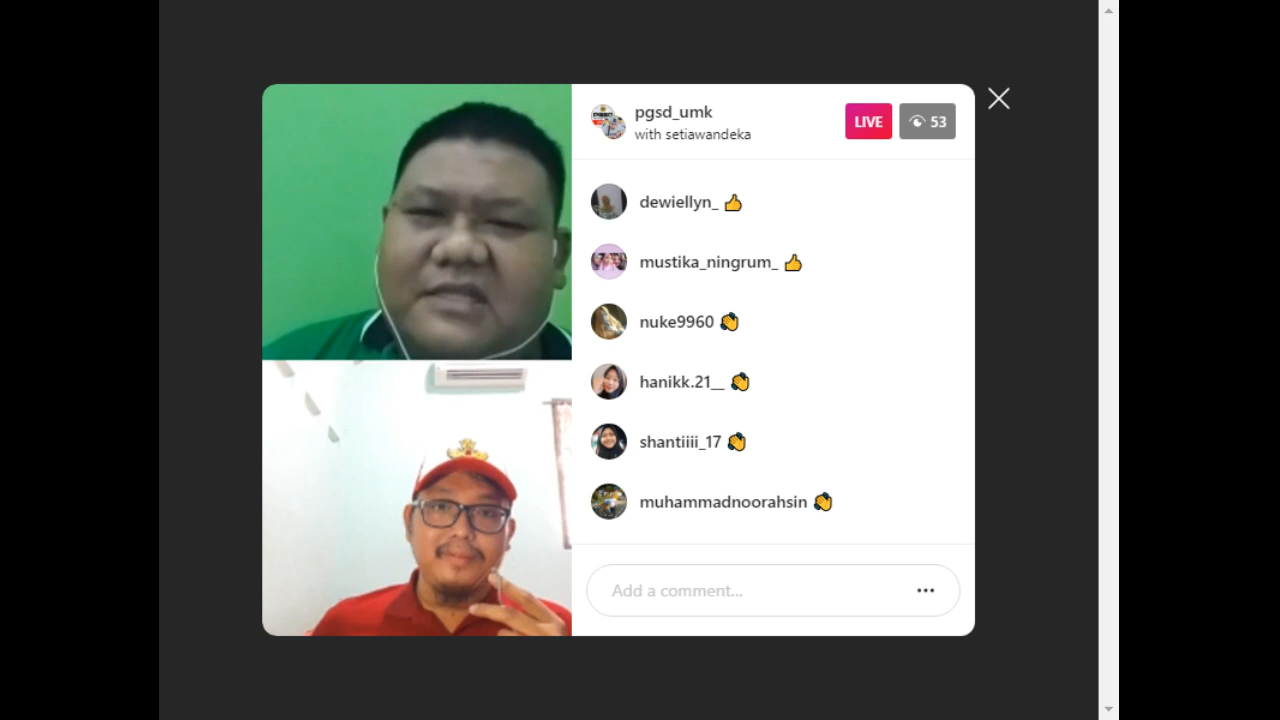 pgsd_umk
with setiawandeka
LIVE
53
dewiellyn_ 👍
mustika_ningrum_ 👍
nuke9960 👏
hanikk.21__ 👏
shantiiii_17 👏
muhammadnoorahsin 👏
Add a comment...